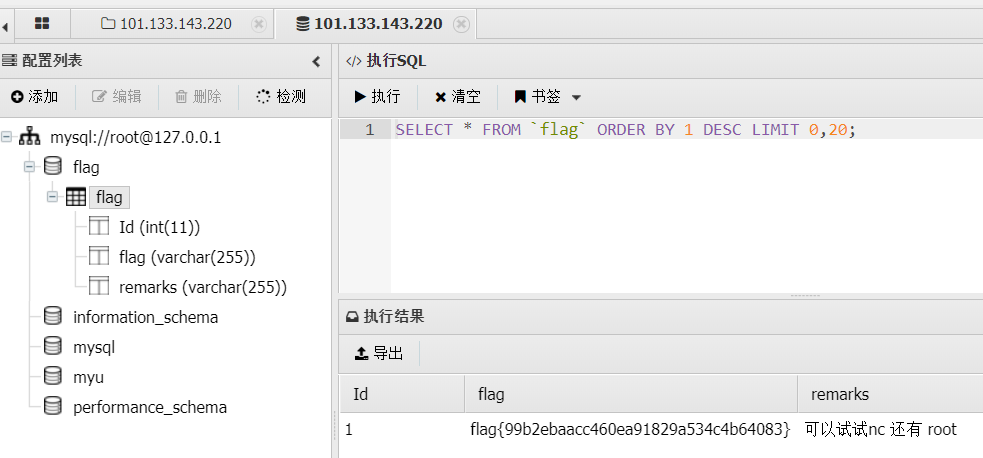 101.133.143.220
101.133.143.220
配置列表
添加 编辑 删除 检测
mysql://root@127.0.0.1
flag
flag
Id (int(11))
flag (varchar(255))
remarks (varchar(255))
information_schema
mysql
myu
performance_schema
</> 执行SQL
执行 清空 书签
1 SELECT * FROM `flag` ORDER BY 1 DESC LIMIT 0,20;
执行结果
导出
Id flag remarks
1 flag{99b2ebaacc460ea91829a534c4b64083} 可以试试nc 还有 root